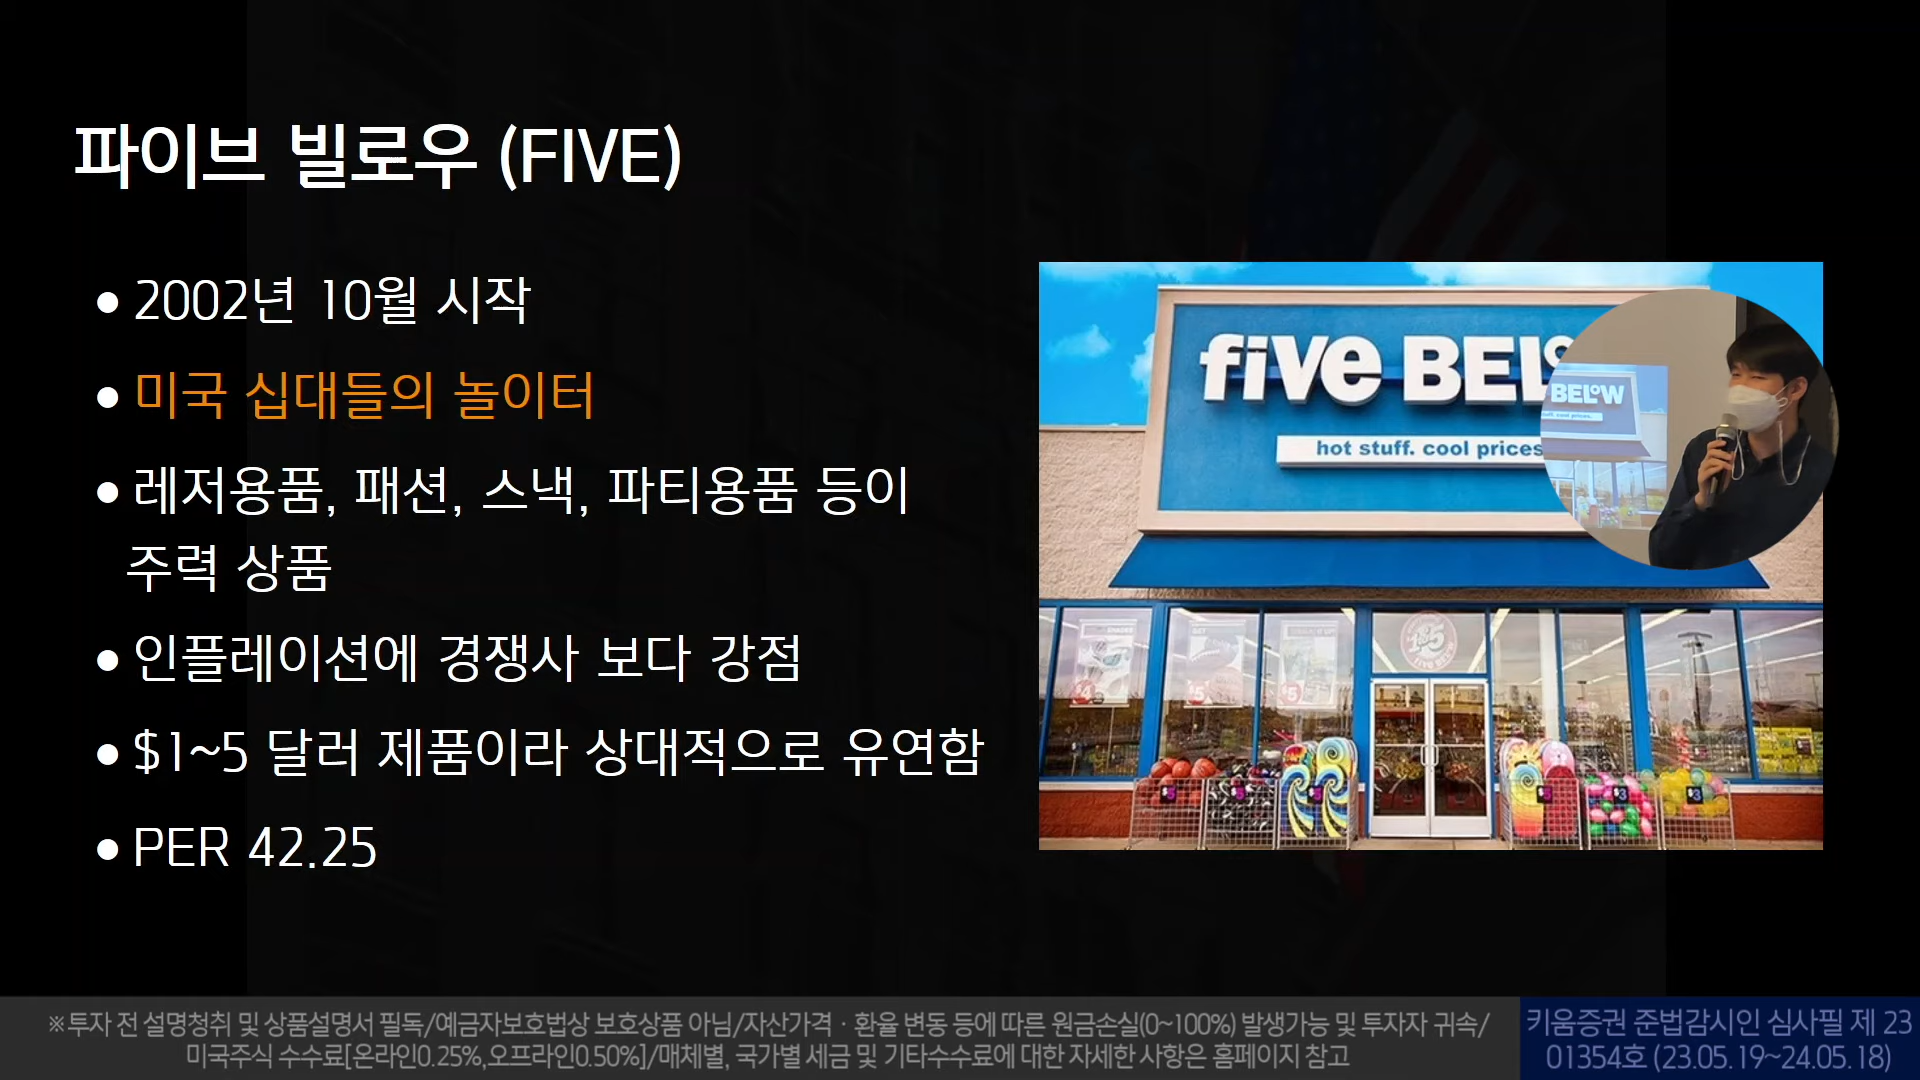 파이브 빌로우 (FIVE)
● 2002년 10월 시작
● 미국 십대들의 놀이터
● 레저용품, 패션, 스낵, 파티용품 등이
주력 상품
● 인플레이션에 경쟁사 보다 강점
● $1~5 달러 제품이라 상대적으로 유연함
● PER 42.25
five BELOW
hot stuff. cool prices
BELOW
$5
$5
$5
$5
$3
$3
※투자 전 설명청취 및 상품설명서 필독/예금자보호법상 보호상품 아님/자산가격 · 환율 변동 등에 따른 원금손실(0~100%) 발생가능 및 투자자 귀속/
미국주식 수수료[온라인0.25%,오프라인0.50%]/매체별, 국가별 세금 및 기타수수료에 대한 자세한 사항은 홈페이지 참고
키움증권 준법감시인 심사필 제 23
01354호 (23.05.19~24.05.18)